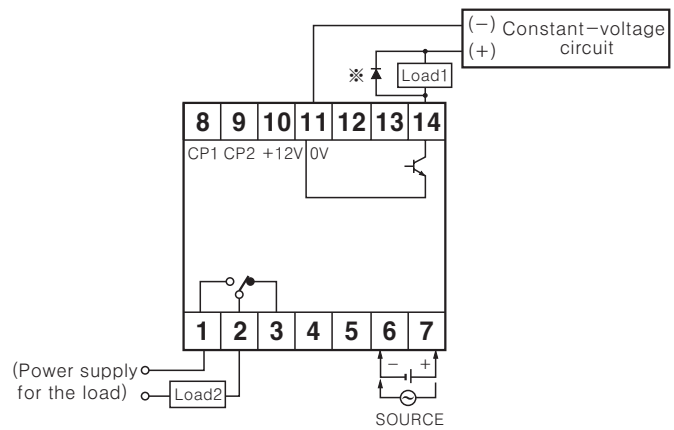 (−) Constant−voltage
(+) circuit
※
Load1
8 9 10 11 12 13 14
CP1 CP2 +12V 0V
1 2 3 4 5 6 7
(Power supply
for the load)
Load2
− +
SOURCE